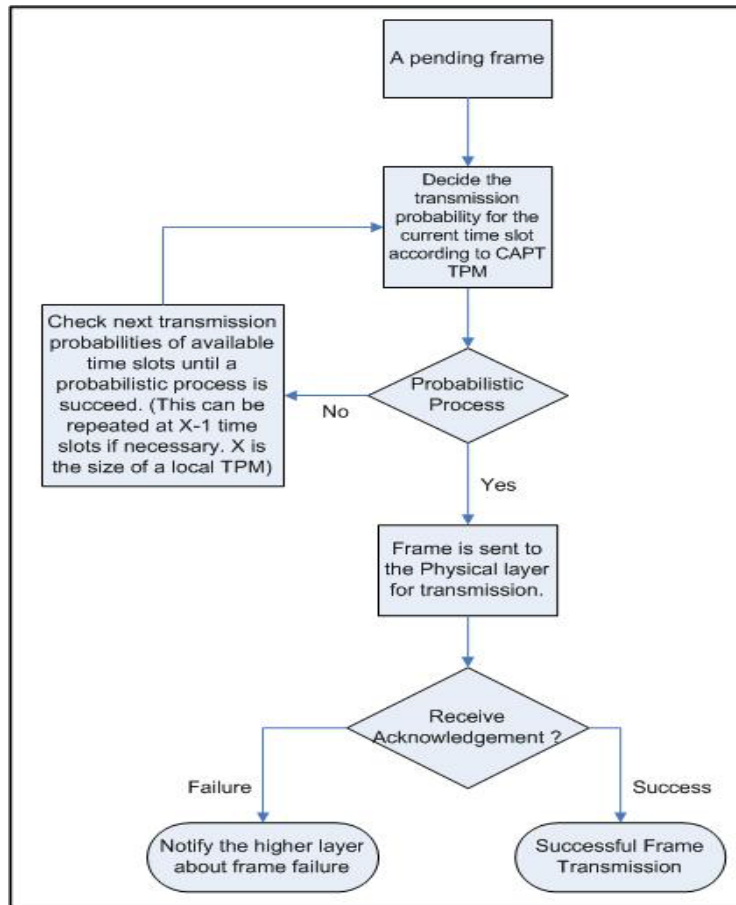 A pending frame
Decide the
transmission
probability for the
current time slot
according to CAPT
TPM
Check next transmission
probabilities of available
time slots until a
probabilistic process is
succeed. (This can be
repeated at X-1 time
slots if necessary. X is
the size of a local TPM)
No
Probabilistic
Process
Yes
Frame is sent to
the Physical layer
for transmission.
Receive
Acknowledgement ?
Failure
Success
Notify the higher layer
about frame failure
Successful Frame
Transmission